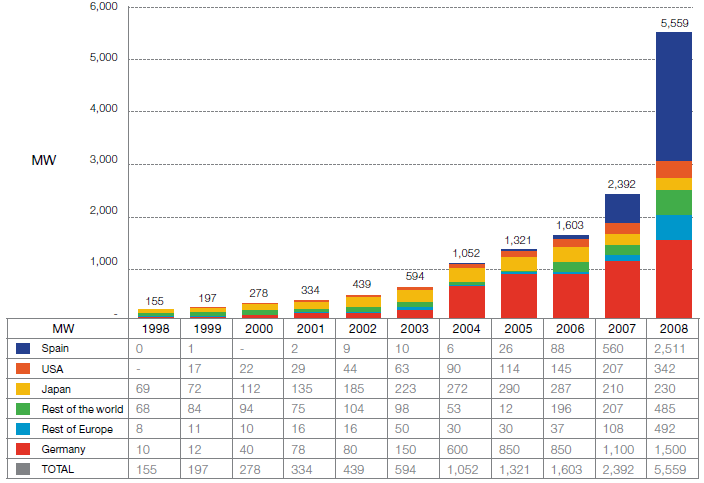 6,000
5,559
5,000
4,000
MW
3,000
2,392
2,000
1,603
1,321
1,052
1,000
594
439
334
278
197
155
-
MW 1998 1999 2000 2001 2002 2003 2004 2005 2006 2007 2008
Spain 0 1 - 2 9 10 6 26 88 560 2,511
USA - 17 22 29 44 63 90 114 145 207 342
Japan 69 72 112 135 185 223 272 290 287 210 230
Rest of the world 68 84 94 75 104 98 53 12 196 207 485
Rest of Europe 8 11 10 16 16 50 30 30 37 108 492
Germany 10 12 40 78 80 150 600 850 850 1,100 1,500
TOTAL 155 197 278 334 439 594 1,052 1,321 1,603 2,392 5,559